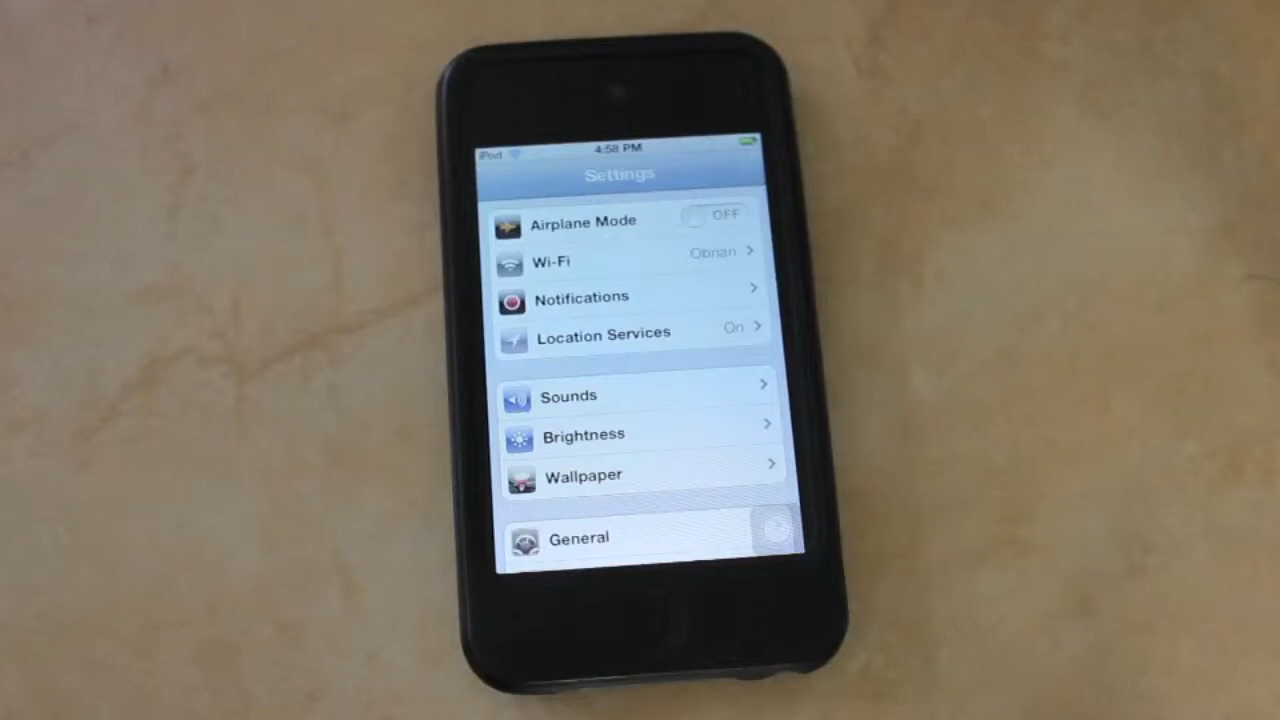 iPod 4:58 PM
Settings
Airplane Mode OFF
Wi-Fi Obrian
Notifications
Location Services On
Sounds
Brightness
Wallpaper
General